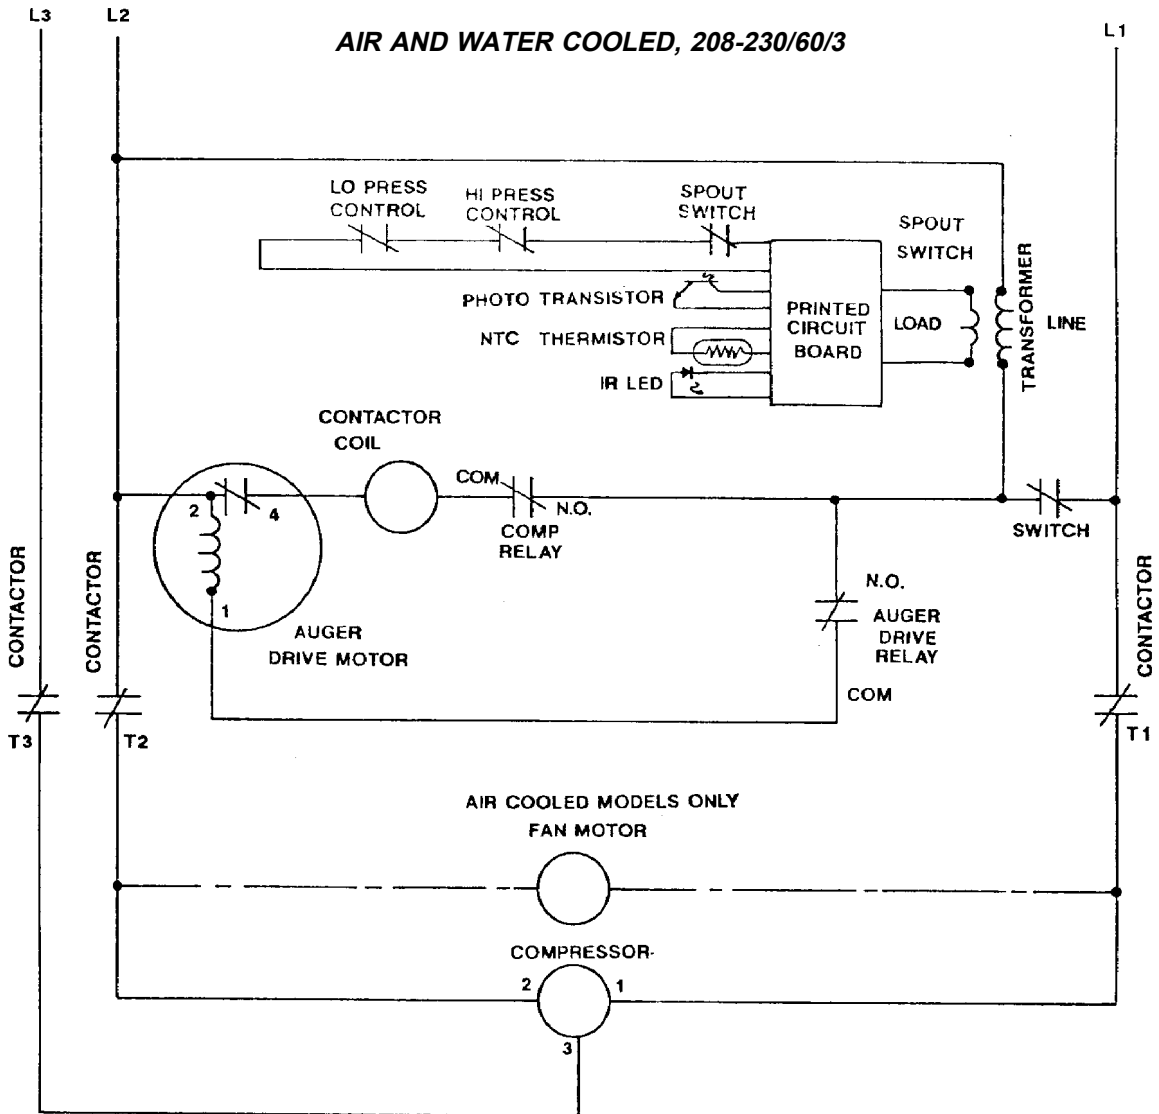 L3
L2
AIR AND WATER COOLED, 208-230/60/3
L1
LO PRESS
CONTROL
HI PRESS
CONTROL
SPOUT
SWITCH
SPOUT
SWITCH
PHOTO TRANSISTOR
NTC THERMISTOR
IR LED
PRINTED
CIRCUIT
BOARD
LOAD
TRANSFORMER
LINE
CONTACTOR
COIL
COM
N.O.
COMP
RELAY
SWITCH
2
4
1
AUGER
DRIVE MOTOR
N.O.
AUGER
DRIVE
RELAY
COM
CONTACTOR
CONTACTOR
CONTACTOR
T3
T2
T1
AIR COOLED MODELS ONLY
FAN MOTOR
COMPRESSOR
2
1
3